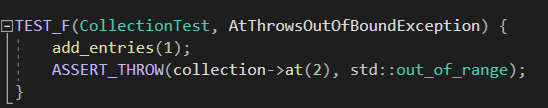 TEST_F(CollectionTest, AtThrowsOutOfBoundException) {
    add_entries(1);
    ASSERT_THROW(collection->at(2), std::out_of_range);
}